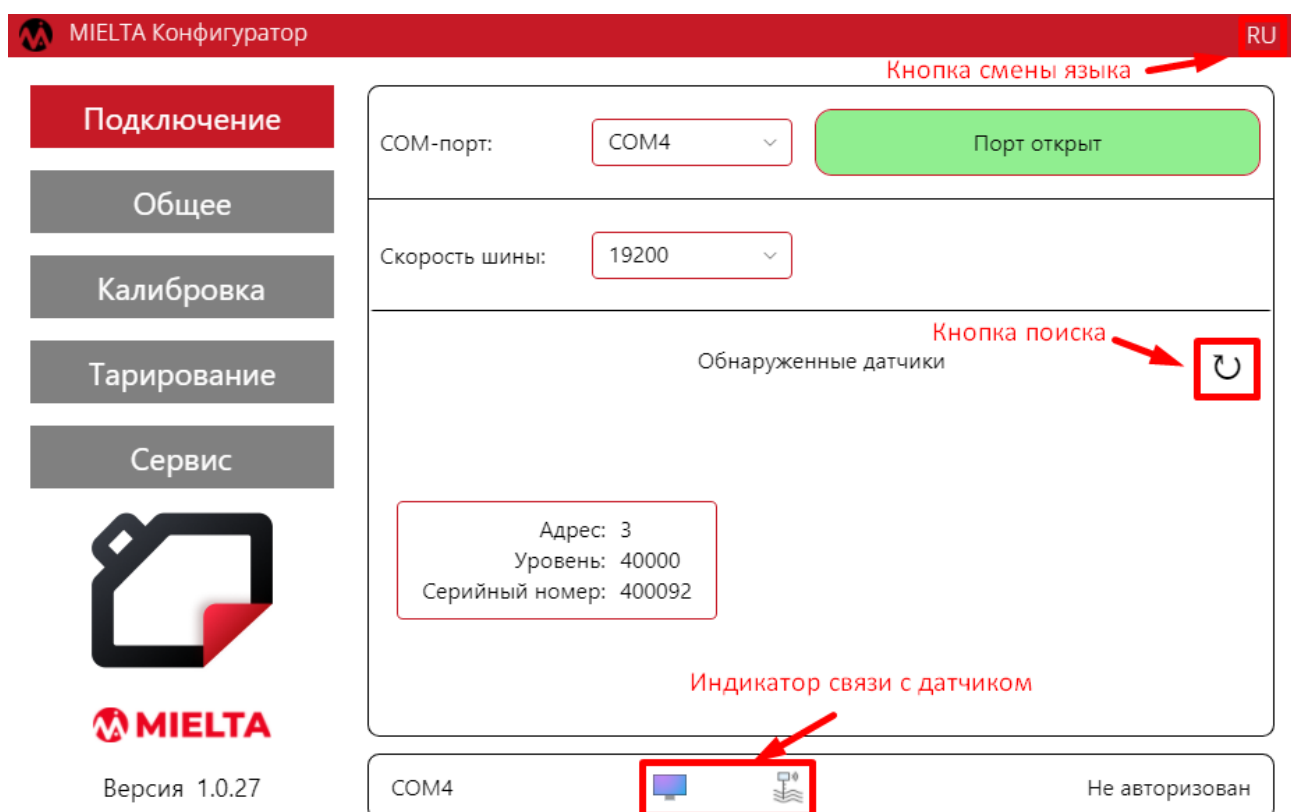 MIELTA Конфигуратор
RU
Кнопка смены языка
Подключение
Общее
Калибровка
Тарирование
Сервис
MIELTA
Версия 1.0.27
COM-порт:
COM4
Порт открыт
Скорость шины:
19200
Кнопка поиска
Обнаруженные датчики
Адрес: 3
Уровень: 40000
Серийный номер: 400092
Индикатор связи с датчиком
COM4
Не авторизован